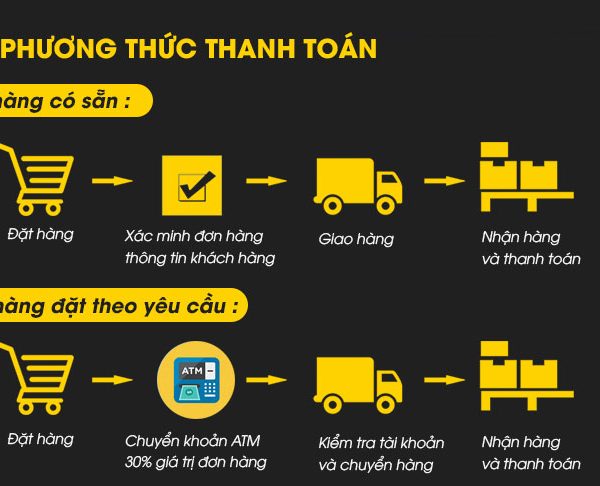 PHƯƠNG THỨC THANH TOÁN
hàng có sẵn :
Đặt hàng
Xác minh đơn hàng
thông tin khách hàng
Giao hàng
Nhận hàng
và thanh toán
hàng đặt theo yêu cầu :
ATM
Đặt hàng
Chuyển khoản ATM
30% giá trị đơn hàng
Kiểm tra tài khoản
và chuyển hàng
Nhận hàng
và thanh toán